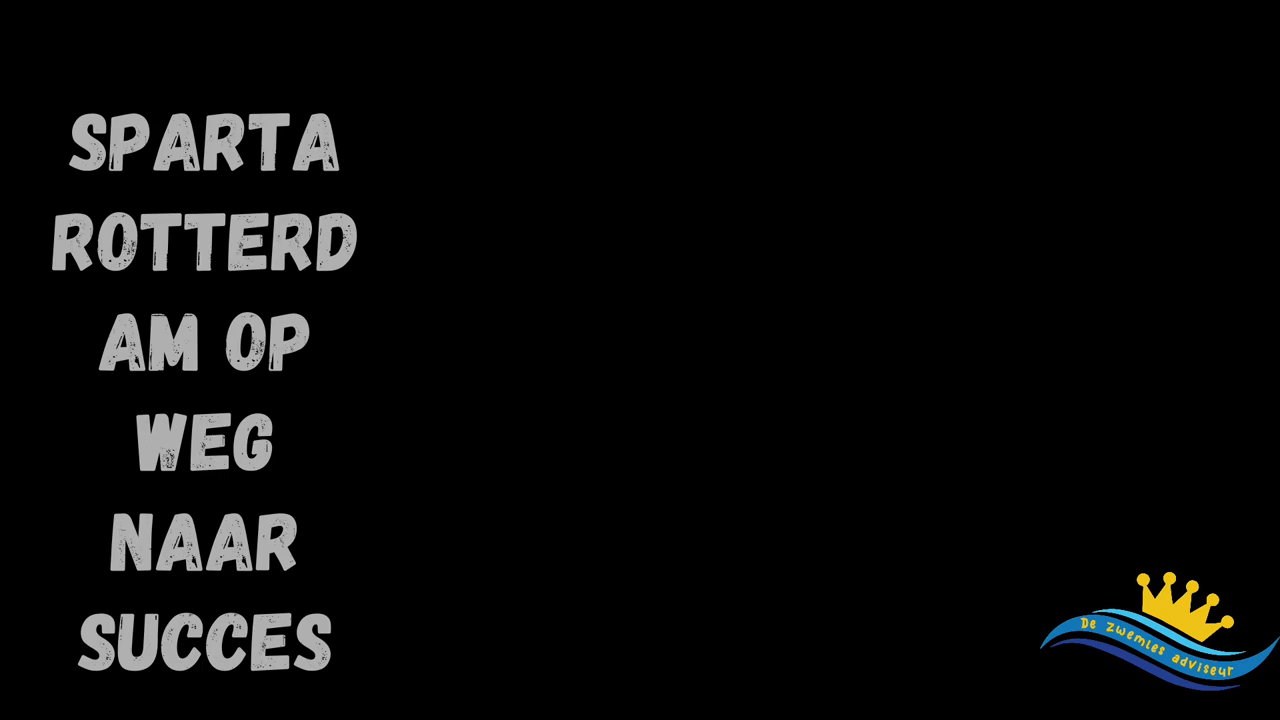 SPARTA
ROTTERD
AM OP
WEG
NAAR
SUCCES
De zwemles adviseur